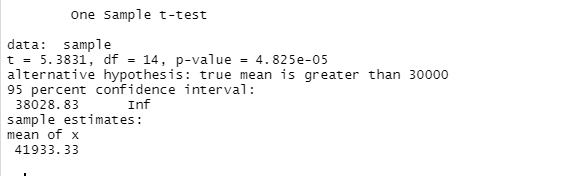 One Sample t-test
data: sample
t = 5.3831, df = 14, p-value = 4.825e-05
alternative hypothesis: true mean is greater than 30000
95 percent confidence interval:
38028.83 Inf
sample estimates:
mean of x
41933.33